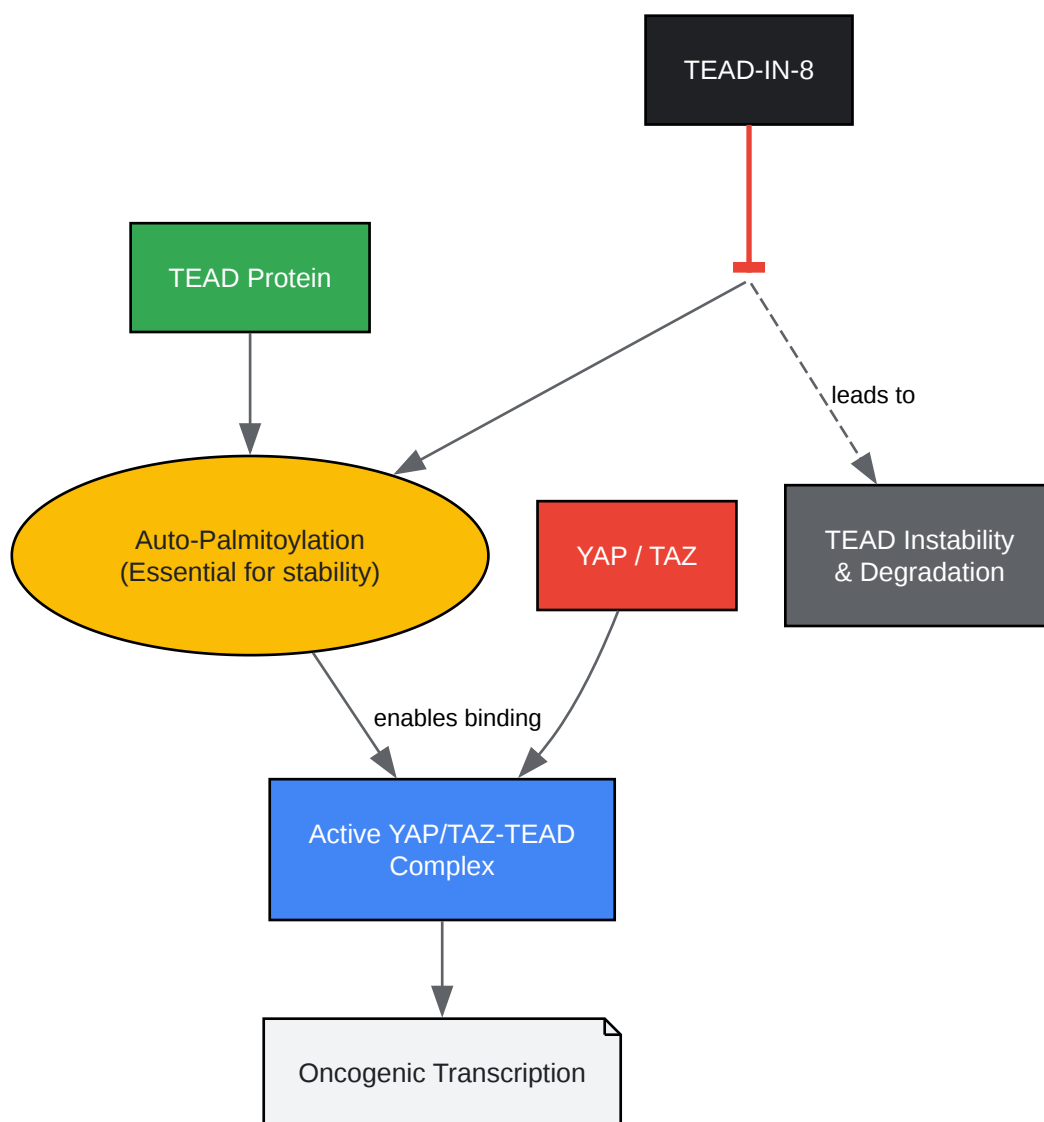 TEAD-IN-8
TEAD Protein
leads to
Auto-Palmitoylation
(Essential for stability)
YAP / TAZ
TEAD Instability
& Degradation
enables binding
Active YAP/TAZ-TEAD
Complex
Oncogenic Transcription